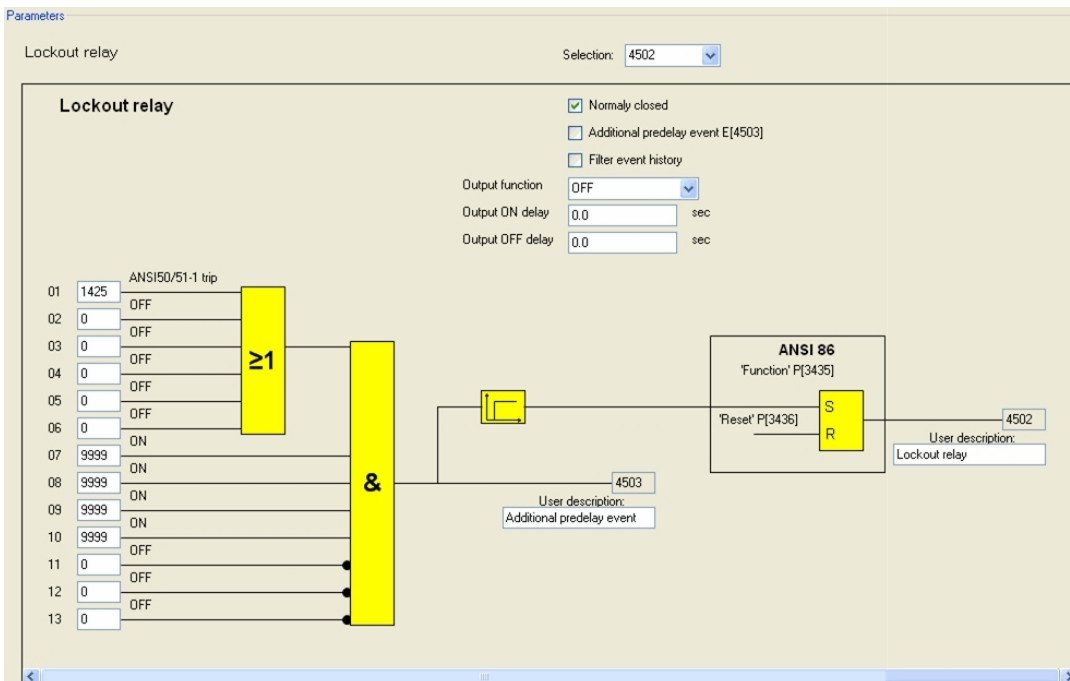 Parameters
Lockout relay
Selection: 4502
Lockout relay
Normaly closed
Additional predelay event E[4503]
Filter event history
Output function OFF
Output ON delay 0.0 sec
Output OFF delay 0.0 sec
01 1425 ANSI50/51-1 trip
02 0 OFF
03 0 OFF
04 0 OFF
05 0 OFF
06 0 OFF
07 9999 ON
08 9999 ON
09 9999 ON
10 9999 ON
11 0 OFF
12 0 OFF
13 0 OFF
≥1
&
4503
User description:
Additional predelay event
ANSI 86
'Function' P[3435]
S
'Reset' P[3436]
R
4502
User description:
Lockout relay